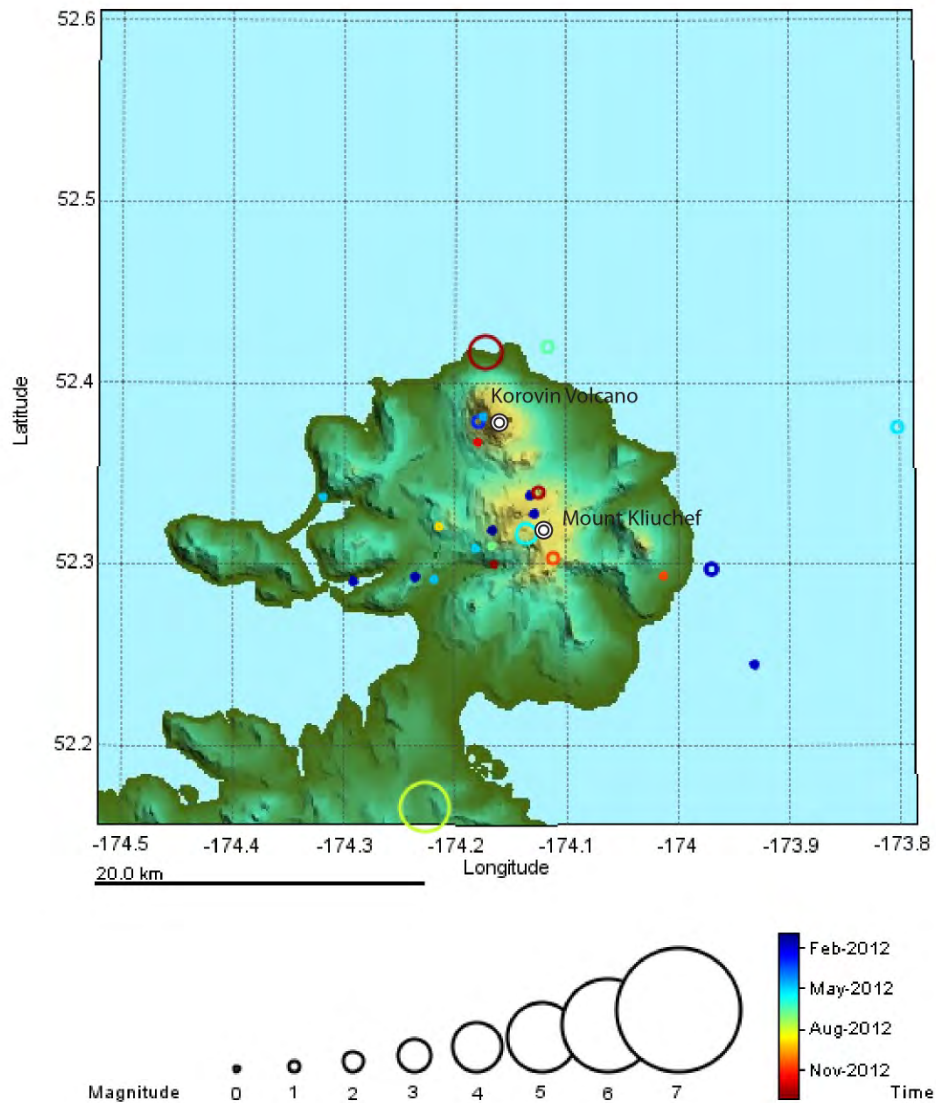 52.6
52.5
52.4
52.3
52.2
Latitude
Korovin Volcano
Mount Kliuchef
-174.5 -174.4 -174.3 -174.2 -174.1 -174 -173.9 -173.8
Longitude
20.0 km
Feb-2012
May-2012
Aug-2012
Nov-2012
Magnitude 0 1 2 3 4 5 6 7 Time